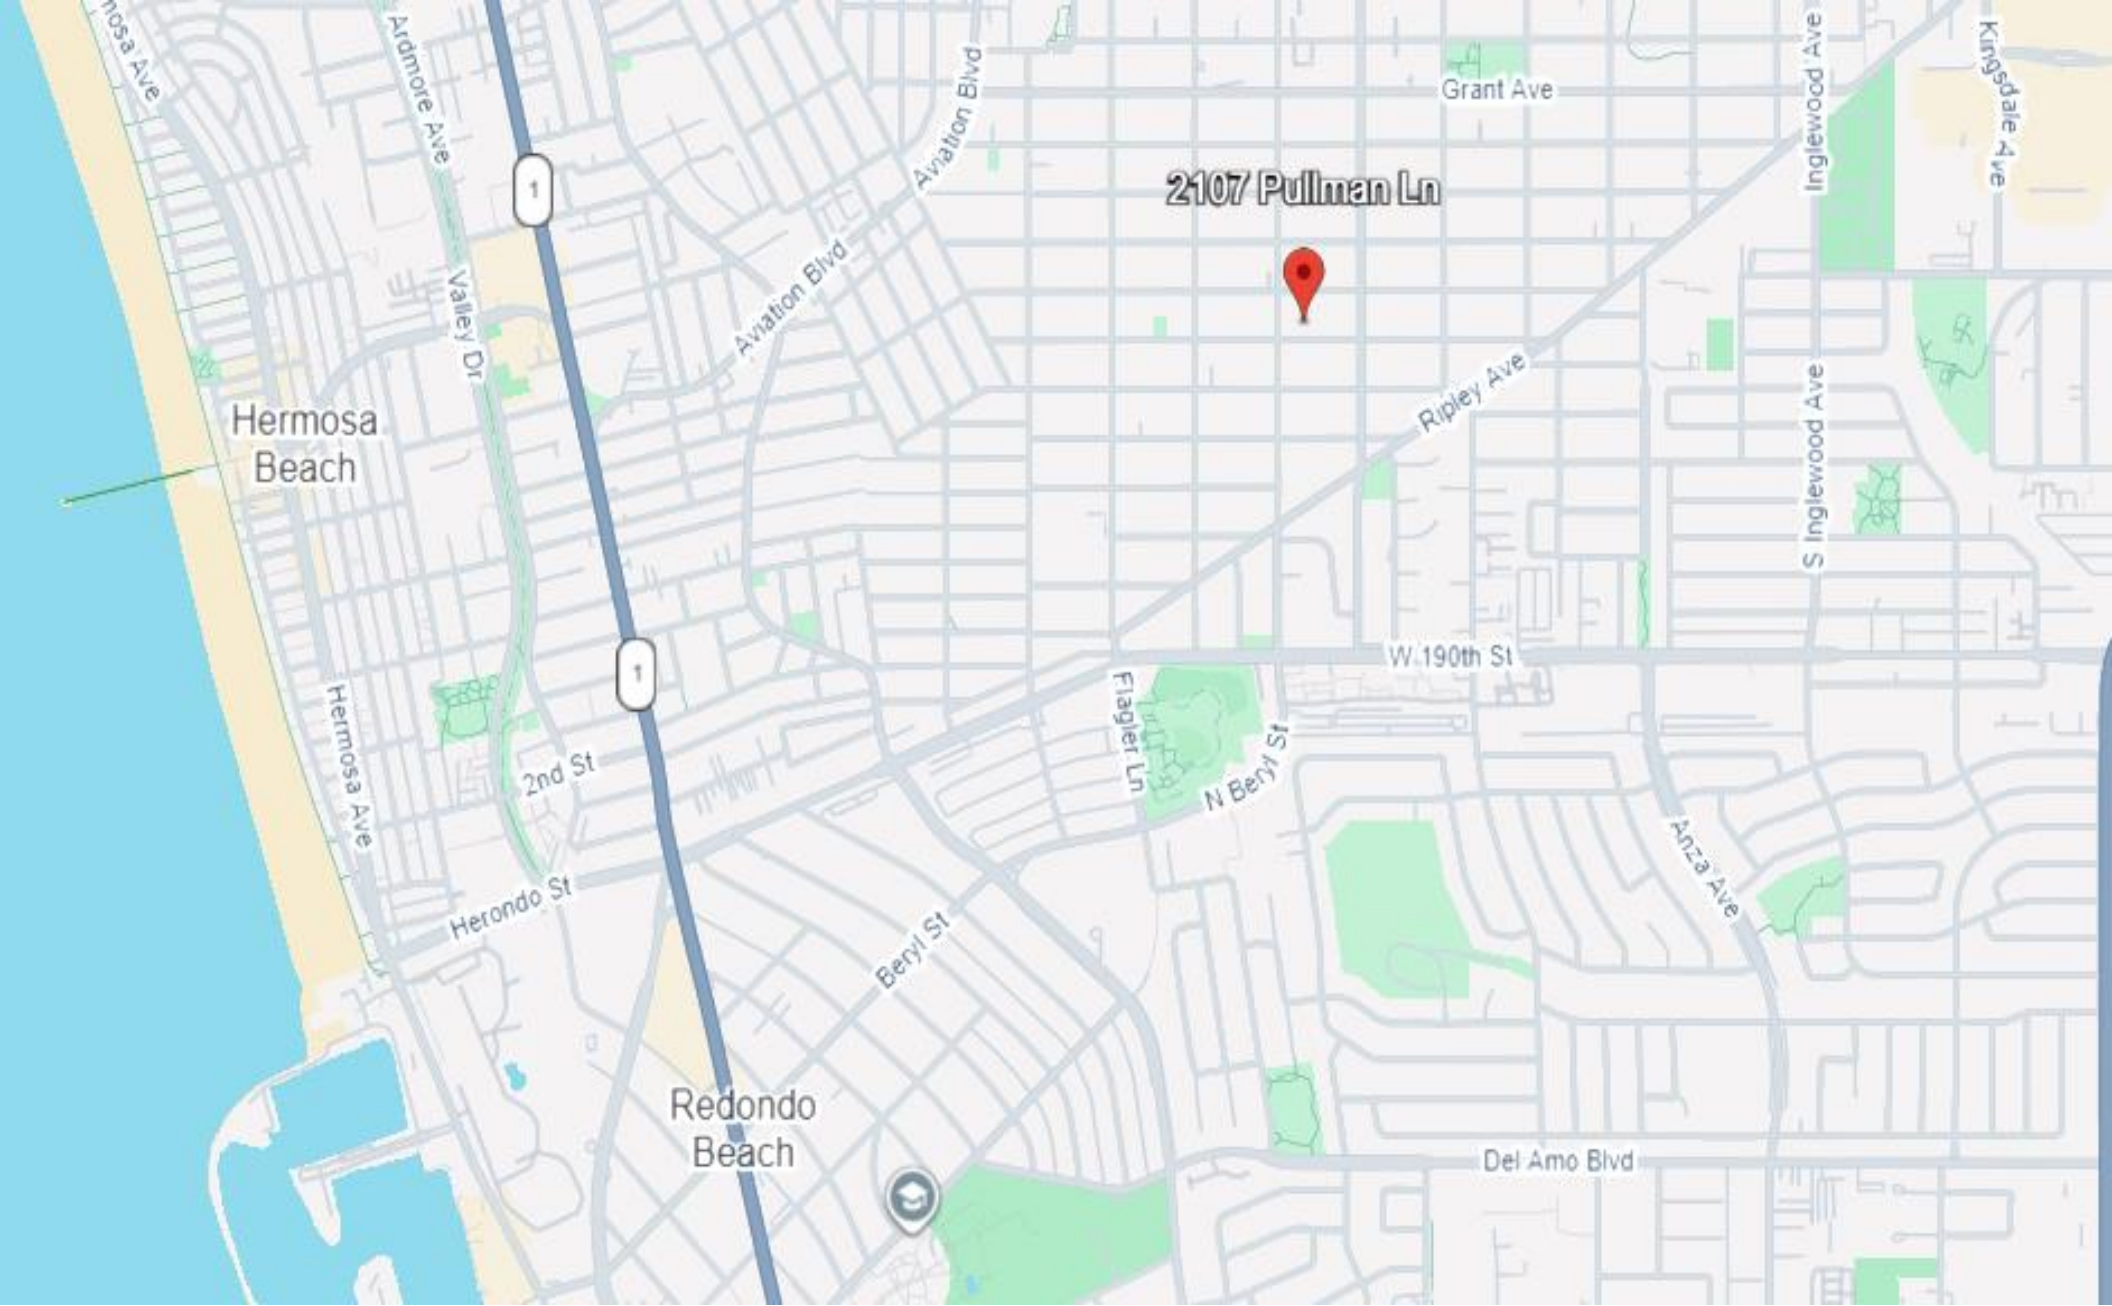 mosa Ave
Ardmore Ave
Aviation Blvd
Grant Ave
Inglewood Ave
Kingsdale Ave
1
2107 Pullman Ln
Aviation Blvd
Valley Dr
Ripley Ave
Hermosa
Beach
S Inglewood Ave
1
W 190th St
Hermosa Ave
Flagler Ln
2nd St
N Beryl St
Anza Ave
Herondo St
Beryl St
Redondo
Beach
Del Amo Blvd